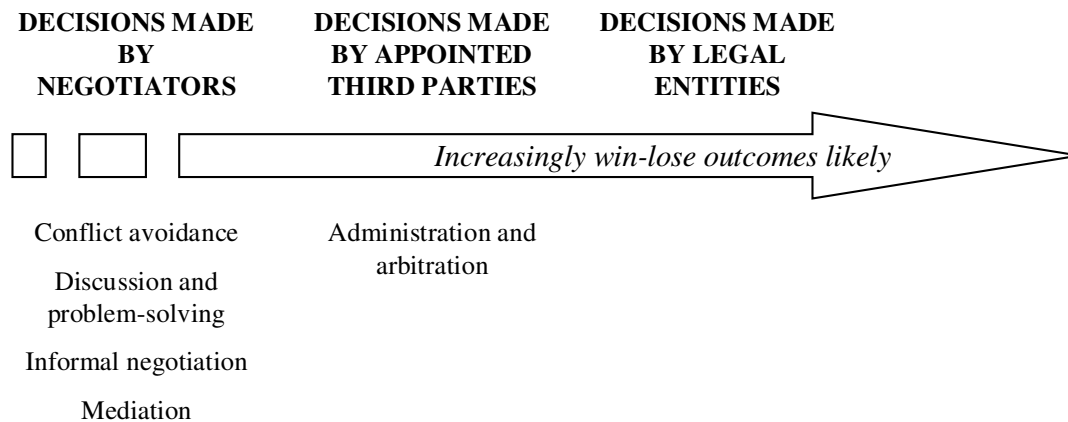 DECISIONS MADE
BY
NEGOTIATORS
DECISIONS MADE
BY APPOINTED
THIRD PARTIES
DECISIONS MADE
BY LEGAL
ENTITIES
Increasingly win-lose outcomes likely
Conflict avoidance
Discussion and
problem-solving
Informal negotiation
Mediation
Administration and
arbitration